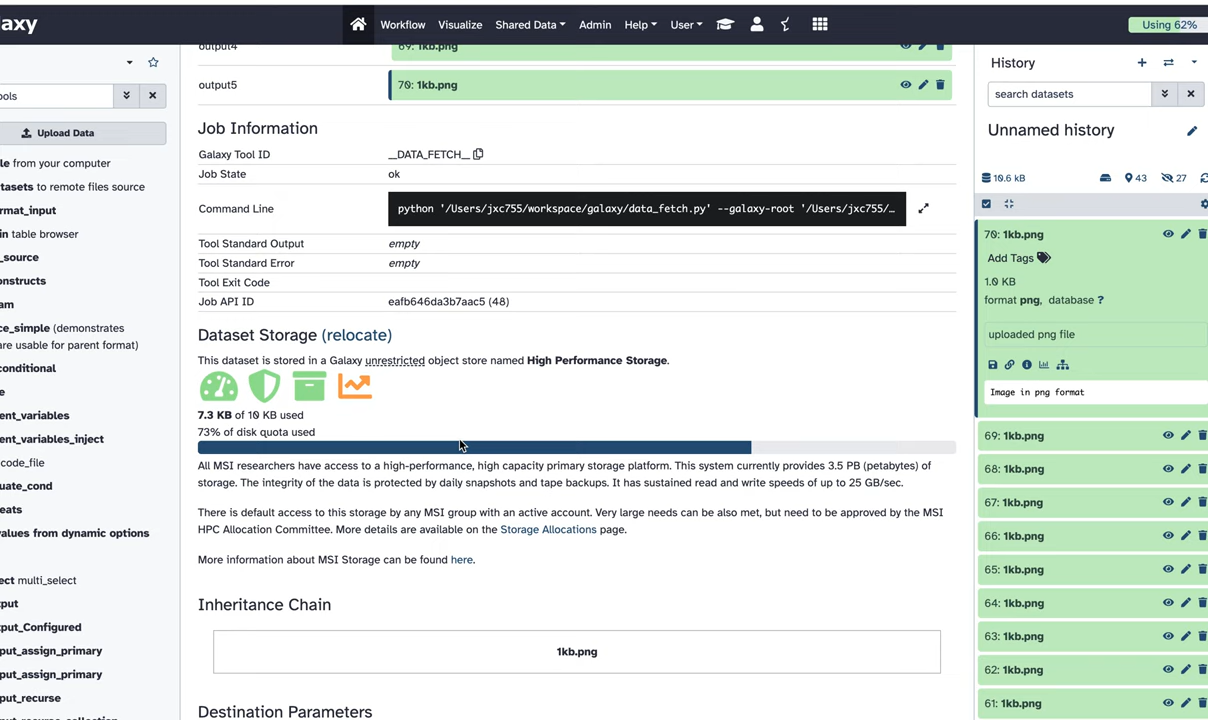 axy
Workflow Visualize Shared Data Admin Help User
Using 62%
ools
Upload Data
le from your computer
tasets to remote files source
rmat_input
in table browser
_source
onstructs
am
ce_simple (demonstrates
are usable for parent format)
conditional
e
ent_variables
ent_variables_inject
code_file
uate_cond
eats
values from dynamic options
ect multi_select
tput
tput_Configured
put_assign_primary
put_assign_primary
put_recurse
put_recurse_collection
output4 69: 1kb.png
output5 70: 1kb.png
Job Information
Galaxy Tool ID __DATA_FETCH__
Job State ok
Command Line python '/Users/jxc755/workspace/galaxy/data_fetch.py' --galaxy-root '/Users/jxc755/…
Tool Standard Output empty
Tool Standard Error empty
Tool Exit Code
Job API ID eafb646da3b7aac5 (48)
Dataset Storage (relocate)
This dataset is stored in a Galaxy unrestricted object store named High Performance Storage.
7.3 KB of 10 KB used
73% of disk quota used
All MSI researchers have access to a high-performance, high capacity primary storage platform. This system currently provides 3.5 PB (petabytes) of
storage. The integrity of the data is protected by daily snapshots and tape backups. It has sustained read and write speeds of up to 25 GB/sec.
There is default access to this storage by any MSI group with an active account. Very large needs can be also met, but need to be approved by the MSI
HPC Allocation Committee. More details are available on the Storage Allocations page.
More information about MSI Storage can be found here.
Inheritance Chain
1kb.png
Destination Parameters
History
search datasets
Unnamed history
10.6 kB 43 27
70: 1kb.png
Add Tags
1.0 KB
format png, database ?
uploaded png file
Image in png format
69: 1kb.png
68: 1kb.png
67: 1kb.png
66: 1kb.png
65: 1kb.png
64: 1kb.png
63: 1kb.png
62: 1kb.png
61: 1kb.png